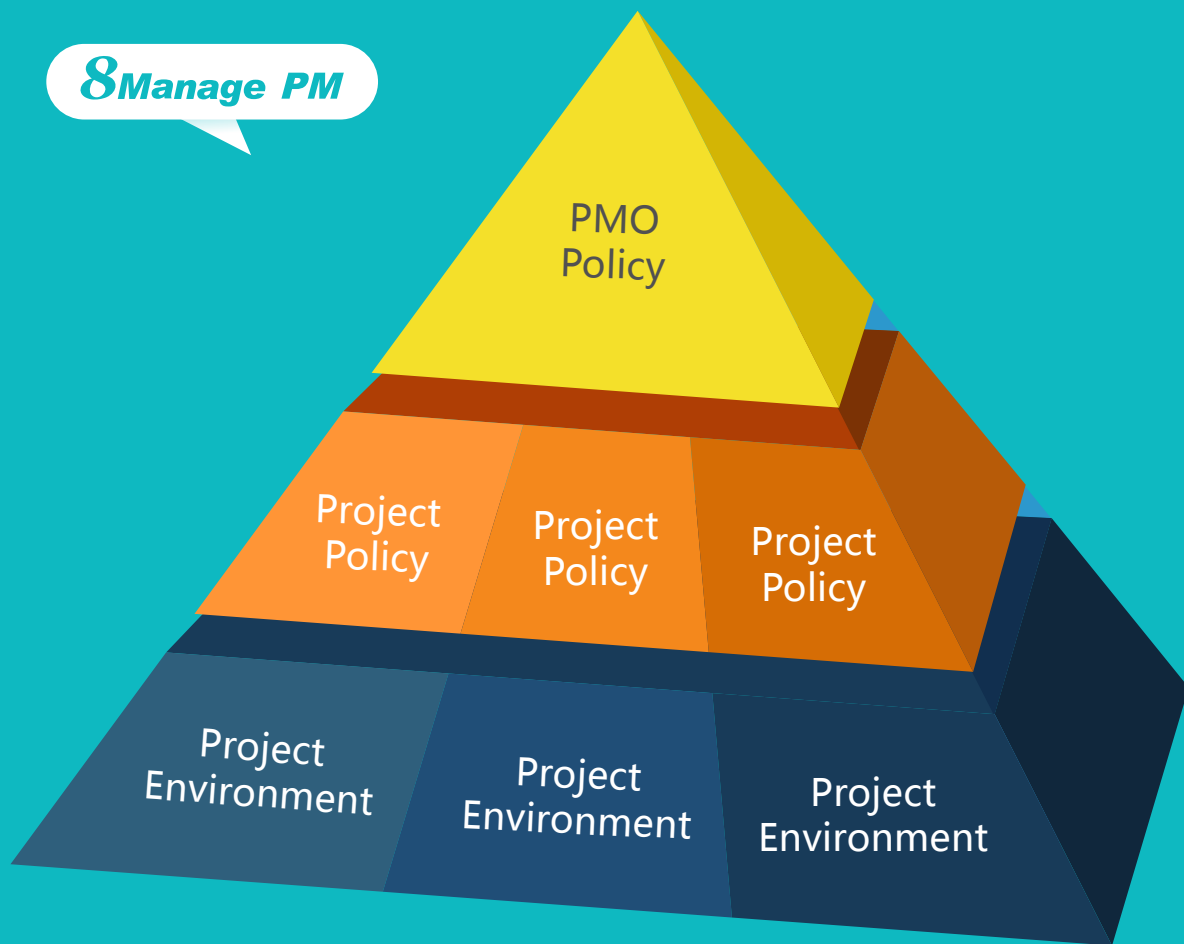 8Manage PM
PMO
Policy
Project
Policy
Project
Policy
Project
Policy
Project
Environment
Project
Environment
Project
Environment